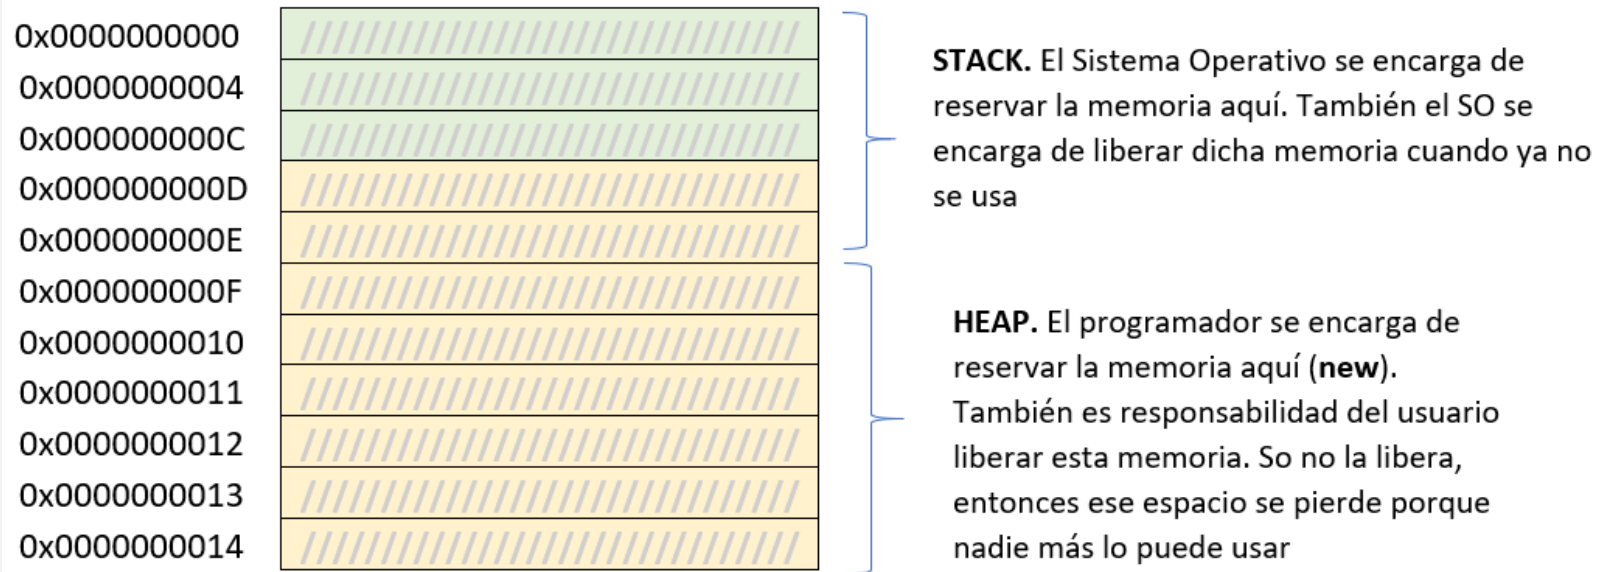 0x0000000000
0x0000000004
0x000000000C
0x000000000D
0x000000000E
0x000000000F
0x0000000010
0x0000000011
0x0000000012
0x0000000013
0x0000000014
STACK. El Sistema Operativo se encarga de
reservar la memoria aquí. También el SO se
encarga de liberar dicha memoria cuando ya no
se usa
HEAP. El programador se encarga de
reservar la memoria aquí (new).
También es responsabilidad del usuario
liberar esta memoria. So no la libera,
entonces ese espacio se pierde porque
nadie más lo puede usar